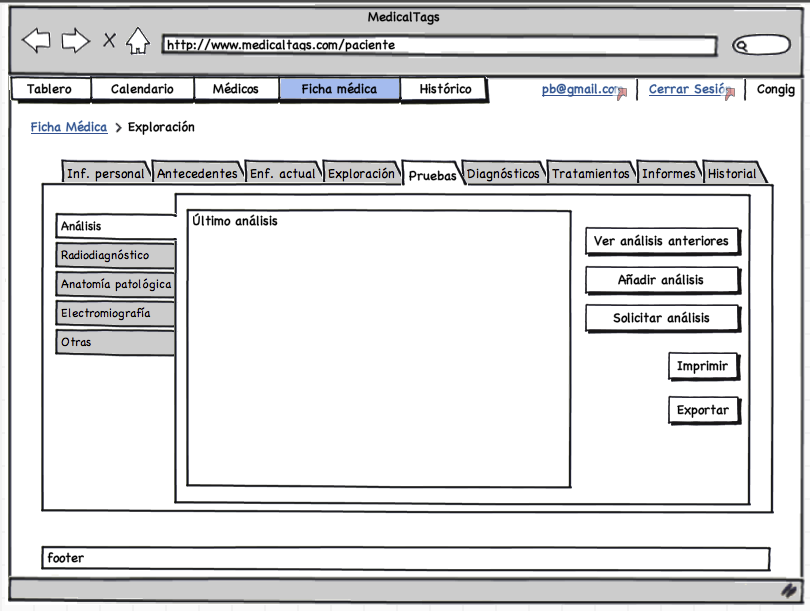 MedicalTags
http://www.medicaltags.com/paciente
Tablero Calendario Médicos Ficha médica Histórico pb@gmail.com Cerrar Sesión Congig
Ficha Médica > Exploración
Inf. personal Antecedentes Enf. actual Exploración Pruebas Diagnósticos Tratamientos Informes Historial
Análisis
Radiodiagnóstico
Anatomía patológica
Electromiografía
Otras
Último análisis
Ver análisis anteriores
Añadir análisis
Solicitar análisis
Imprimir
Exportar
footer